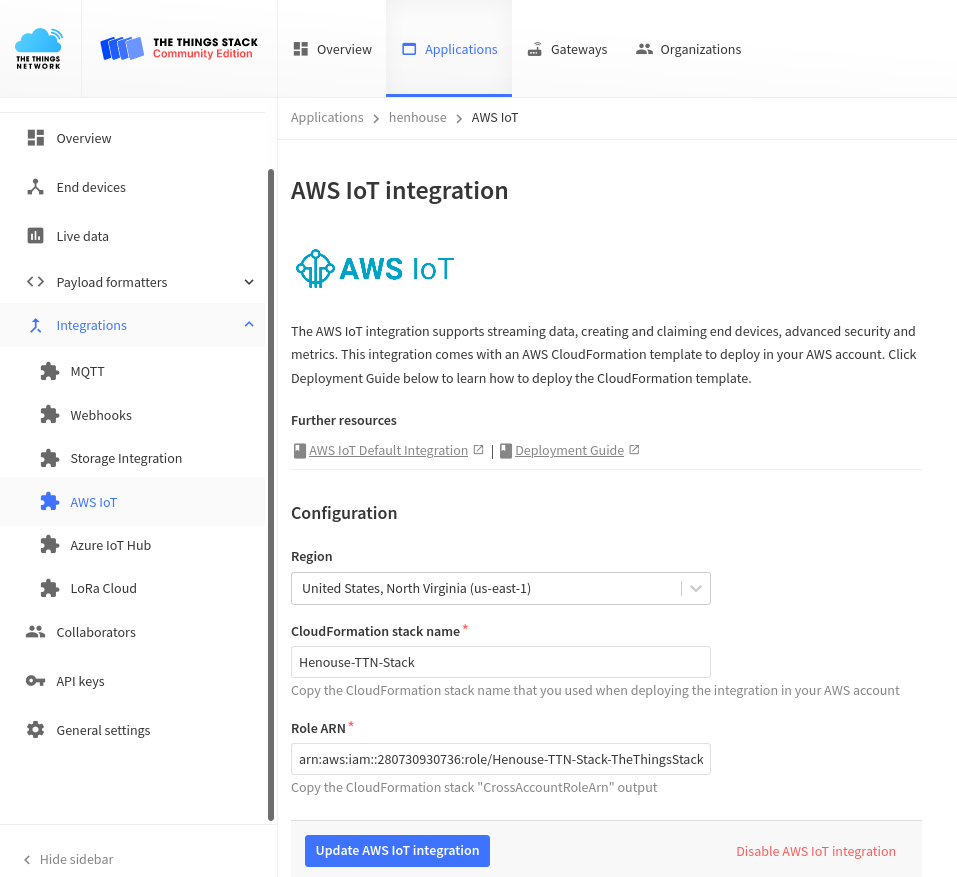 THE THINGS NETWORK
THE THINGS STACK
Community Edition
Overview
Applications
Gateways
Organizations
Overview
End devices
Live data
Payload formatters
Integrations
MQTT
Webhooks
Storage Integration
AWS IoT
Azure IoT Hub
LoRa Cloud
Collaborators
API keys
General settings
Hide sidebar
Applications > henhouse > AWS IoT
AWS IoT integration
AWS IoT
The AWS IoT integration supports streaming data, creating and claiming end devices, advanced security and
metrics. This integration comes with an AWS CloudFormation template to deploy in your AWS account. Click
Deployment Guide below to learn how to deploy the CloudFormation template.
Further resources
AWS IoT Default Integration | Deployment Guide
Configuration
Region
United States, North Virginia (us-east-1)
CloudFormation stack name*
Henouse-TTN-Stack
Copy the CloudFormation stack name that you used when deploying the integration in your AWS account
Role ARN*
arn:aws:iam::280730930736:role/Henouse-TTN-Stack-TheThingsStack
Copy the CloudFormation stack "CrossAccountRoleArn" output
Update AWS IoT integration
Disable AWS IoT integration